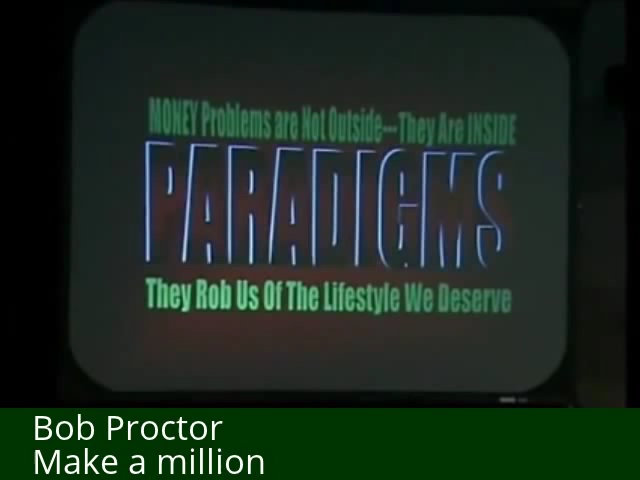 MONEY Problems are Not Outside---They Are INSIDE
PARADIGMS
They Rob Us Of The Lifestyle We Deserve
Bob Proctor
Make a million